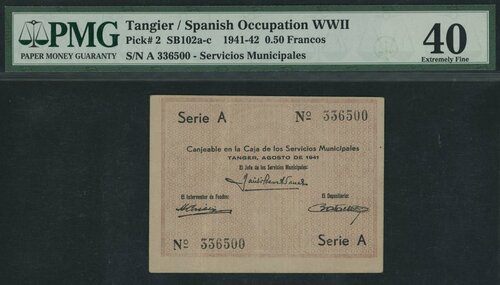 PMG
PAPER MONEY GUARANTY
Tangier / Spanish Occupation WWII
Pick# 2 SB102a-c 1941-42 0.50 Francos
S/N A 336500 - Servicios Municipales
40
Extremely Fine
Serie A Nº 336500
Canjeable en la Caja de los Servicios Municipales
TANGER, AGOSTO DE 1941
El Jefe de los Servicios Municipales:
El Interventor de Fondos: El Depositario:
Nº 336500 Serie A